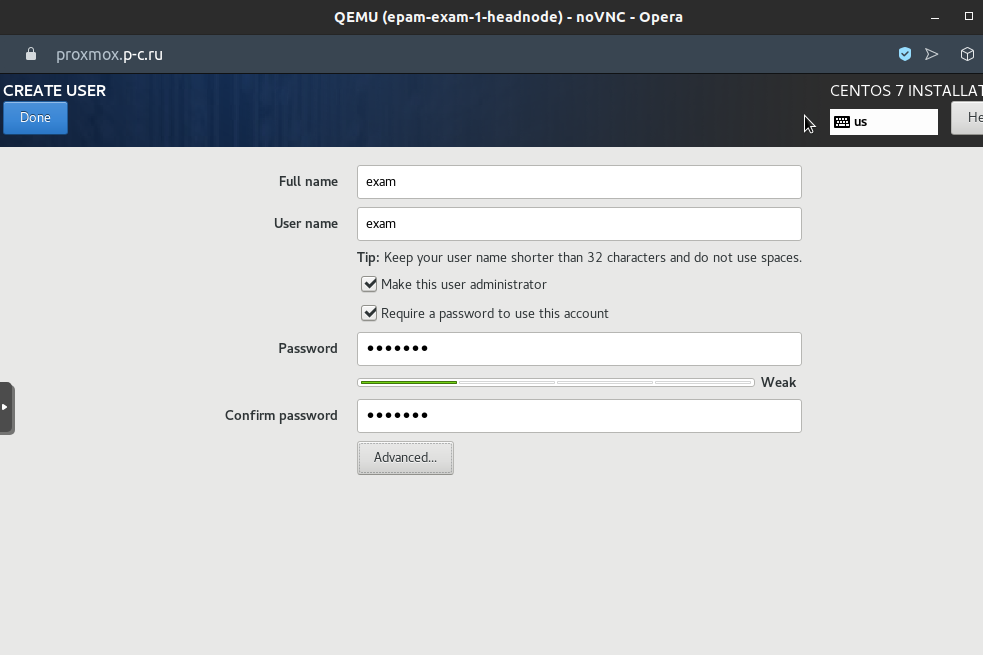 QEMU (epam-exam-1-headnode) - noVNC - Opera
proxmox.p-c.ru
CREATE USER
CENTOS 7 INSTALLAT
Done
us
He
Full name
exam
User name
exam
Tip: Keep your user name shorter than 32 characters and do not use spaces.
Make this user administrator
Require a password to use this account
Password
●●●●●●●
Weak
Confirm password
●●●●●●●
Advanced...